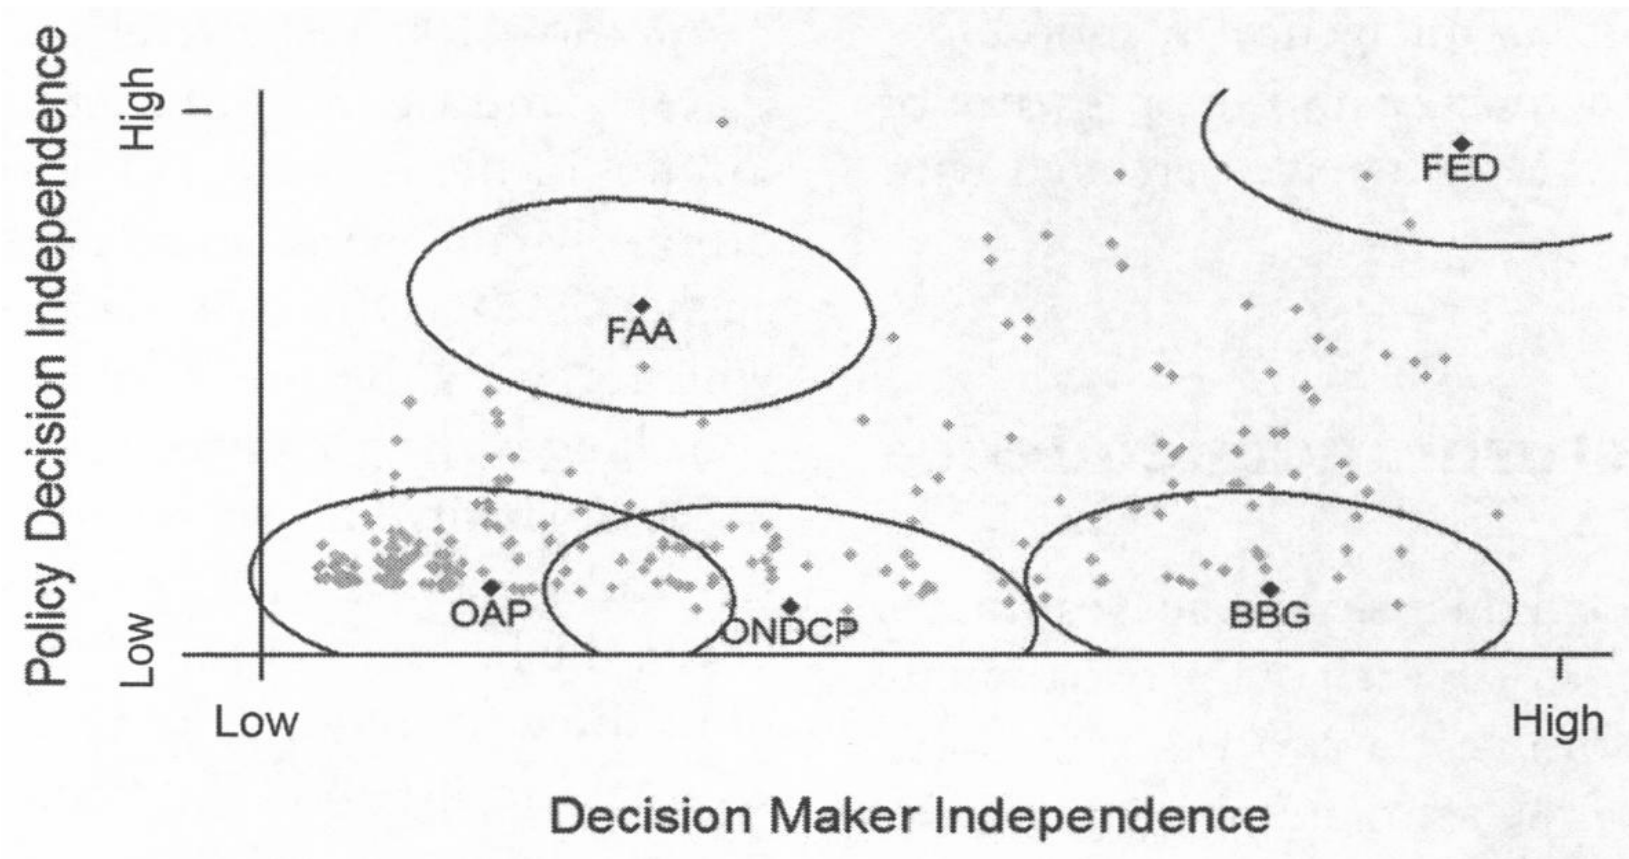 Policy Decision Independence
High
Low
FED
FAA
OAP
ONDCP
BBG
Low
High
Decision Maker Independence